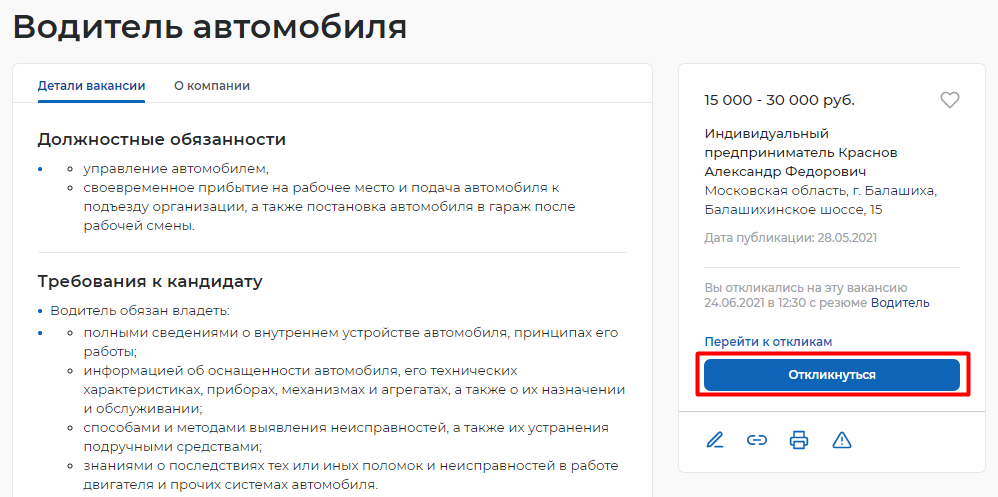 Водитель автомобиля
Детали вакансии
О компании
Должностные обязанности
управление автомобилем,
своевременное прибытие на рабочее место и подача автомобиля к
подъезду организации, а также постановка автомобиля в гараж после
рабочей смены.
Требования к кандидату
Водитель обязан владеть:
полными сведениями о внутреннем устройстве автомобиля, принципах его
работы;
информацией об оснащенности автомобиля, его технических
характеристиках, приборах, механизмах и агрегатах, а также о их назначении
и обслуживании;
способами и методами выявления неисправностей, а также их устранения
подручными средствами;
знаниями о последствиях тех или иных поломок и неисправностей в работе
двигателя и прочих системах автомобиля.
15 000 - 30 000 руб.
Индивидуальный
предприниматель Краснов
Александр Федорович
Московская область, г. Балашиха,
Балашихинское шоссе, 15
Дата публикации: 28.05.2021
Вы откликались на эту вакансию
24.06.2021 в 12:30 с резюме Водитель
Перейти к откликам
Откликнуться